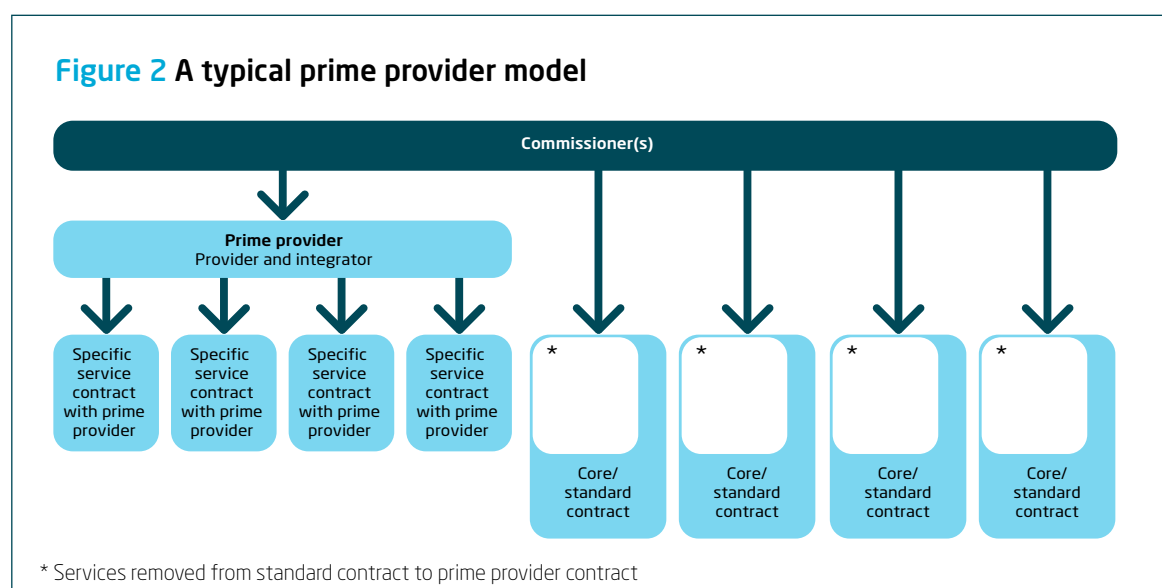 Figure 2 A typical prime provider model
Commissioner(s)
Prime provider
Provider and integrator
Specific
service
contract
with prime
provider
Specific
service
contract
with prime
provider
Specific
service
contract
with prime
provider
Specific
service
contract
with prime
provider
*
Core/
standard
contract
*
Core/
standard
contract
*
Core/
standard
contract
*
Core/
standard
contract
* Services removed from standard contract to prime provider contract